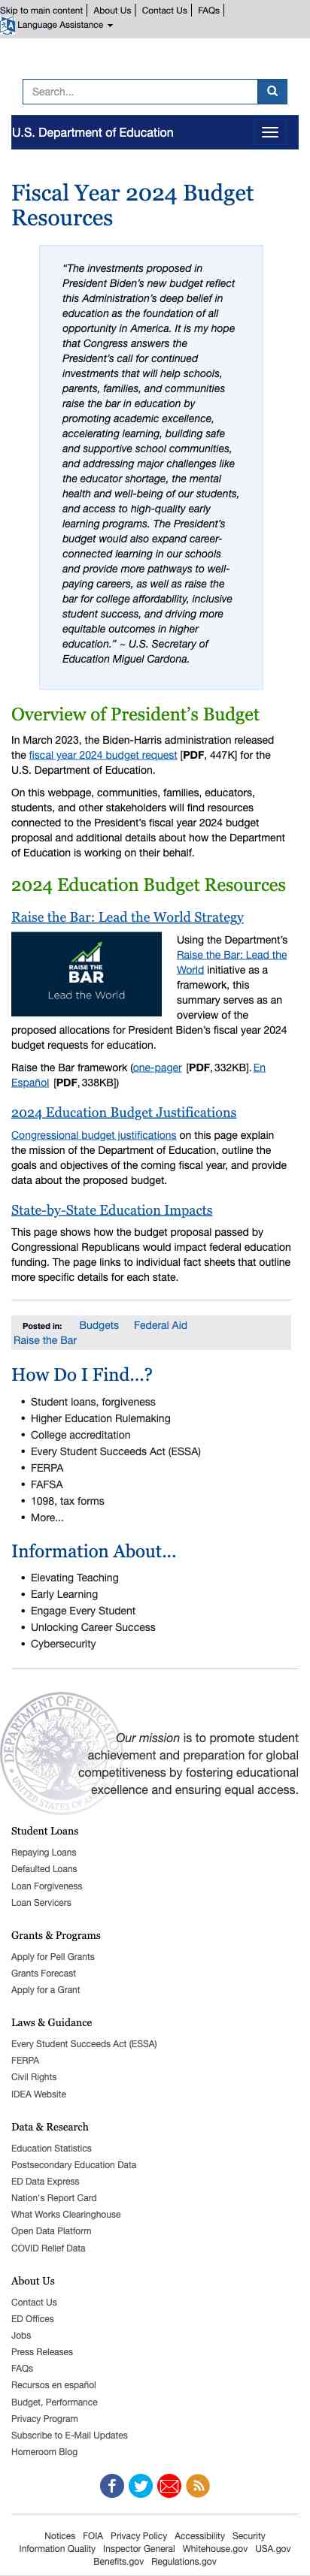 Skip to main content | About Us | Contact Us | FAQs |
Language Assistance
Search...
U.S. Department of Education
Fiscal Year 2024 Budget
Resources
“The investments proposed in
President Biden’s new budget reflect
this Administration’s deep belief in
education as the foundation of all
opportunity in America. It is my hope
that Congress answers the
President’s call for continued
investments that will help schools,
parents, families, and communities
raise the bar in education by
promoting academic excellence,
accelerating learning, building safe
and supportive school communities,
and addressing major challenges like
the educator shortage, the mental
health and well-being of our students,
and access to high-quality early
learning programs. The President’s
budget would also expand career-
connected learning in our schools
and provide more pathways to well-
paying careers, as well as raise the
bar for college affordability, inclusive
student success, and driving more
equitable outcomes in higher
education.” ~ U.S. Secretary of
Education Miguel Cardona.
Overview of President’s Budget
In March 2023, the Biden-Harris administration released
the fiscal year 2024 budget request [PDF, 447K] for the
U.S. Department of Education.
On this webpage, communities, families, educators,
students, and other stakeholders will find resources
connected to the President’s fiscal year 2024 budget
proposal and additional details about how the Department
of Education is working on their behalf.
2024 Education Budget Resources
Raise the Bar: Lead the World Strategy
RAISE THE
BAR
Lead the World
Using the Department’s
Raise the Bar: Lead the
World initiative as a
framework, this
summary serves as an
overview of the
proposed allocations for President Biden’s fiscal year 2024
budget requests for education.
Raise the Bar framework (one-pager [PDF, 332KB]. En
Español [PDF, 338KB])
2024 Education Budget Justifications
Congressional budget justifications on this page explain
the mission of the Department of Education, outline the
goals and objectives of the coming fiscal year, and provide
data about the proposed budget.
State-by-State Education Impacts
This page shows how the budget proposal passed by
Congressional Republicans would impact federal education
funding. The page links to individual fact sheets that outline
more specific details for each state.
Posted in: Budgets Federal Aid
Raise the Bar
How Do I Find...?
• Student loans, forgiveness
• Higher Education Rulemaking
• College accreditation
• Every Student Succeeds Act (ESSA)
• FERPA
• FAFSA
• 1098, tax forms
• More...
Information About...
• Elevating Teaching
• Early Learning
• Engage Every Student
• Unlocking Career Success
• Cybersecurity
Our mission is to promote student
achievement and preparation for global
competitiveness by fostering educational
excellence and ensuring equal access.
Student Loans
Repaying Loans
Defaulted Loans
Loan Forgiveness
Loan Servicers
Grants & Programs
Apply for Pell Grants
Grants Forecast
Apply for a Grant
Laws & Guidance
Every Student Succeeds Act (ESSA)
FERPA
Civil Rights
IDEA Website
Data & Research
Education Statistics
Postsecondary Education Data
ED Data Express
Nation's Report Card
What Works Clearinghouse
Open Data Platform
COVID Relief Data
About Us
Contact Us
ED Offices
Jobs
Press Releases
FAQs
Recursos en español
Budget, Performance
Privacy Program
Subscribe to E-Mail Updates
Homeroom Blog
Notices FOIA Privacy Policy Accessibility Security
Information Quality Inspector General Whitehouse.gov USA.gov
Benefits.gov Regulations.gov